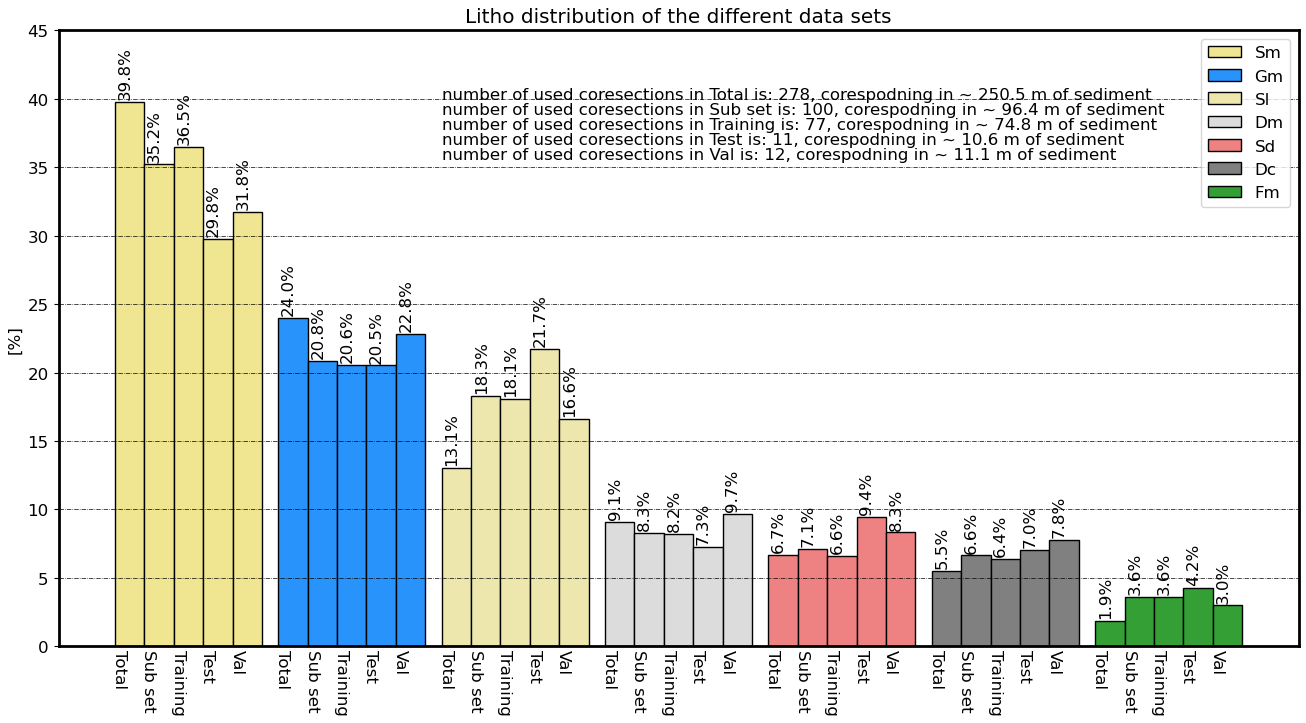 Litho distribution of the different data sets
[%]
45
40
35
30
25
20
15
10
5
0
Sm
Gm
Sl
Dm
Sd
Dc
Fm
number of used coresections in Total is: 278, corespodning in ~ 250.5 m of sediment
number of used coresections in Sub set is: 100, corespodning in ~ 96.4 m of sediment
number of used coresections in Training is: 77, corespodning in ~ 74.8 m of sediment
number of used coresections in Test is: 11, corespodning in ~ 10.6 m of sediment
number of used coresections in Val is: 12, corespodning in ~ 11.1 m of sediment
39.8%
35.2%
36.5%
29.8%
31.8%
24.0%
20.8%
20.6%
20.5%
22.8%
13.1%
18.3%
18.1%
21.7%
16.6%
9.1%
8.3%
8.2%
7.3%
9.7%
6.7%
7.1%
6.6%
9.4%
8.3%
5.5%
6.6%
6.4%
7.0%
7.8%
1.9%
3.6%
3.6%
4.2%
3.0%
Total
Sub set
Training
Test
Val
Total
Sub set
Training
Test
Val
Total
Sub set
Training
Test
Val
Total
Sub set
Training
Test
Val
Total
Sub set
Training
Test
Val
Total
Sub set
Training
Test
Val
Total
Sub set
Training
Test
Val